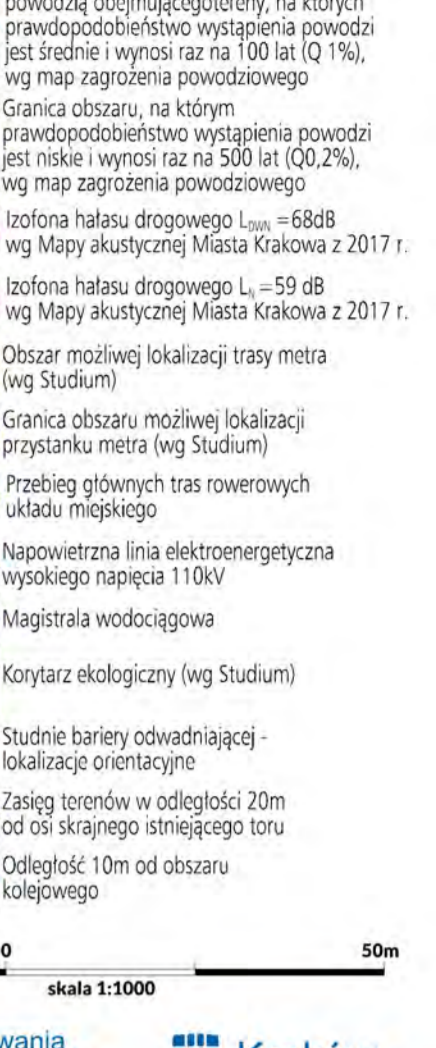 powodzią obejmującegotereny, na których
prawdopodobieństwo wystąpienia powodzi
jest średnie i wynosi raz na 100 lat (Q 1%),
wg map zagrożenia powodziowego
Granica obszaru, na którym
prawdopodobieństwo wystąpienia powodzi
jest niskie i wynosi raz na 500 lat (Q0,2%),
wg map zagrożenia powodziowego
Izofona hałasu drogowego L_DWN =68dB
wg Mapy akustycznej Miasta Krakowa z 2017 r.
Izofona hałasu drogowego L_N =59 dB
wg Mapy akustycznej Miasta Krakowa z 2017 r.
Obszar możliwej lokalizacji trasy metra
(wg Studium)
Granica obszaru możliwej lokalizacji
przystanku metra (wg Studium)
Przebieg głównych tras rowerowych
układu miejskiego
Napowietrzna linia elektroenergetyczna
wysokiego napięcia 110kV
Magistrala wodociągowa
Korytarz ekologiczny (wg Studium)
Studnie bariery odwadniającej -
lokalizacje orientacyjne
Zasięg terenów w odległości 20m
od osi skrajnego istniejącego toru
Odległość 10m od obszaru
kolejowego
0 50m
skala 1:1000
wania